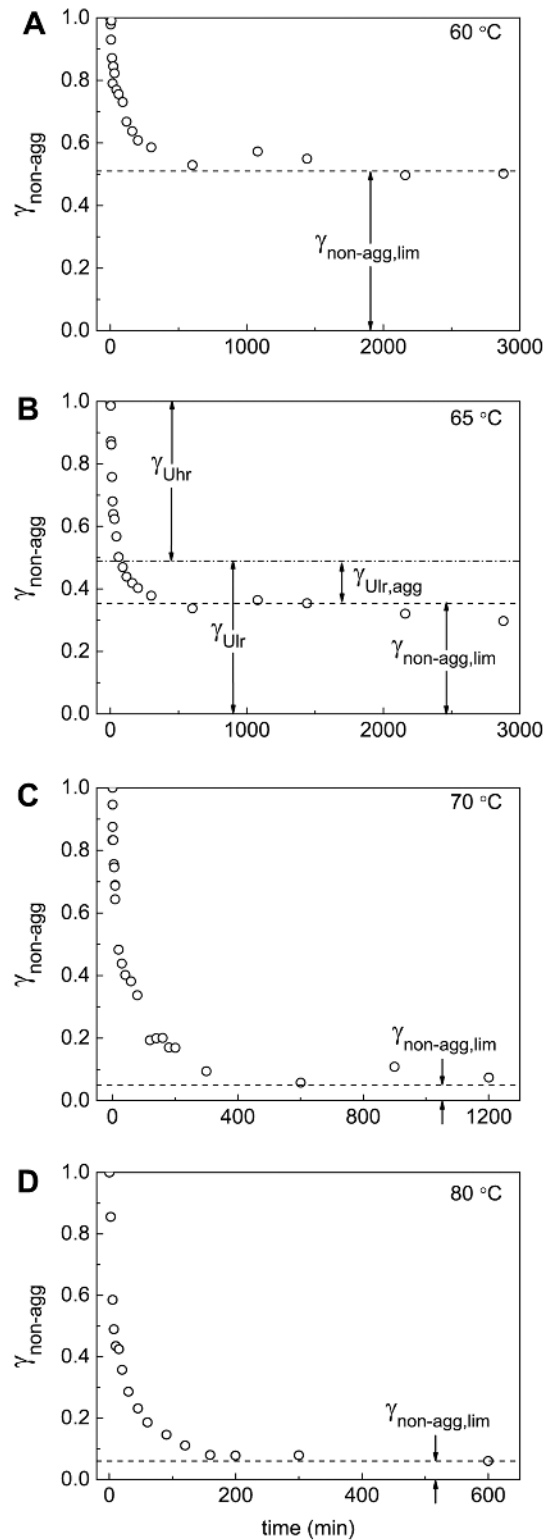 A
60 °C
1.0
0.8
0.6
0.4
0.2
0.0
γnon-agg
γnon-agg,lim
0
1000
2000
3000
B
65 °C
1.0
0.8
0.6
0.4
0.2
0.0
γnon-agg
γUhr
γUlr,agg
γUlr
γnon-agg,lim
0
1000
2000
3000
C
70 °C
1.0
0.8
0.6
0.4
0.2
0.0
γnon-agg
γnon-agg,lim
0
400
800
1200
D
80 °C
1.0
0.8
0.6
0.4
0.2
0.0
γnon-agg
γnon-agg,lim
0
200
400
600
time (min)